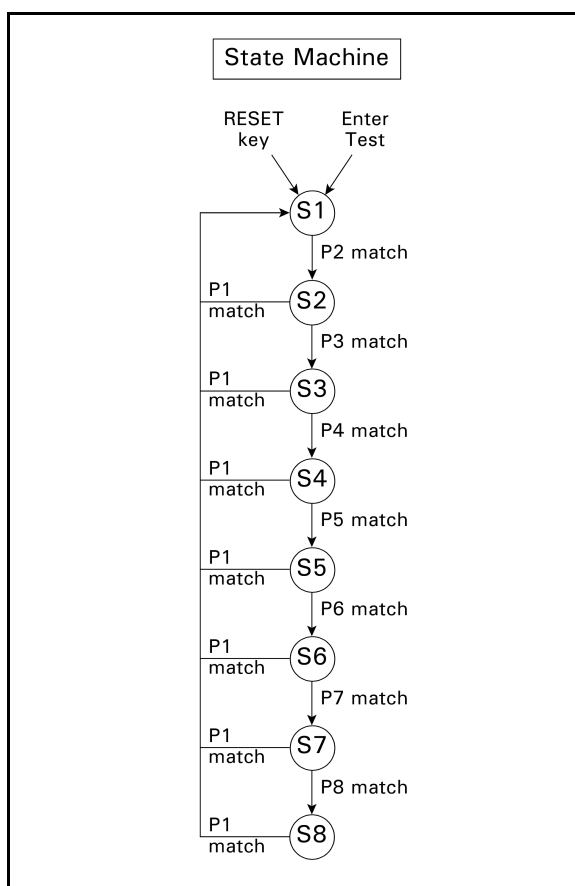 State Machine
RESET
key
Enter
Test
S1
P2 match
P1
match
S2
P3 match
P1
match
S3
P4 match
P1
match
S4
P5 match
P1
match
S5
P6 match
P1
match
S6
P7 match
P1
match
S7
P8 match
P1
match
S8